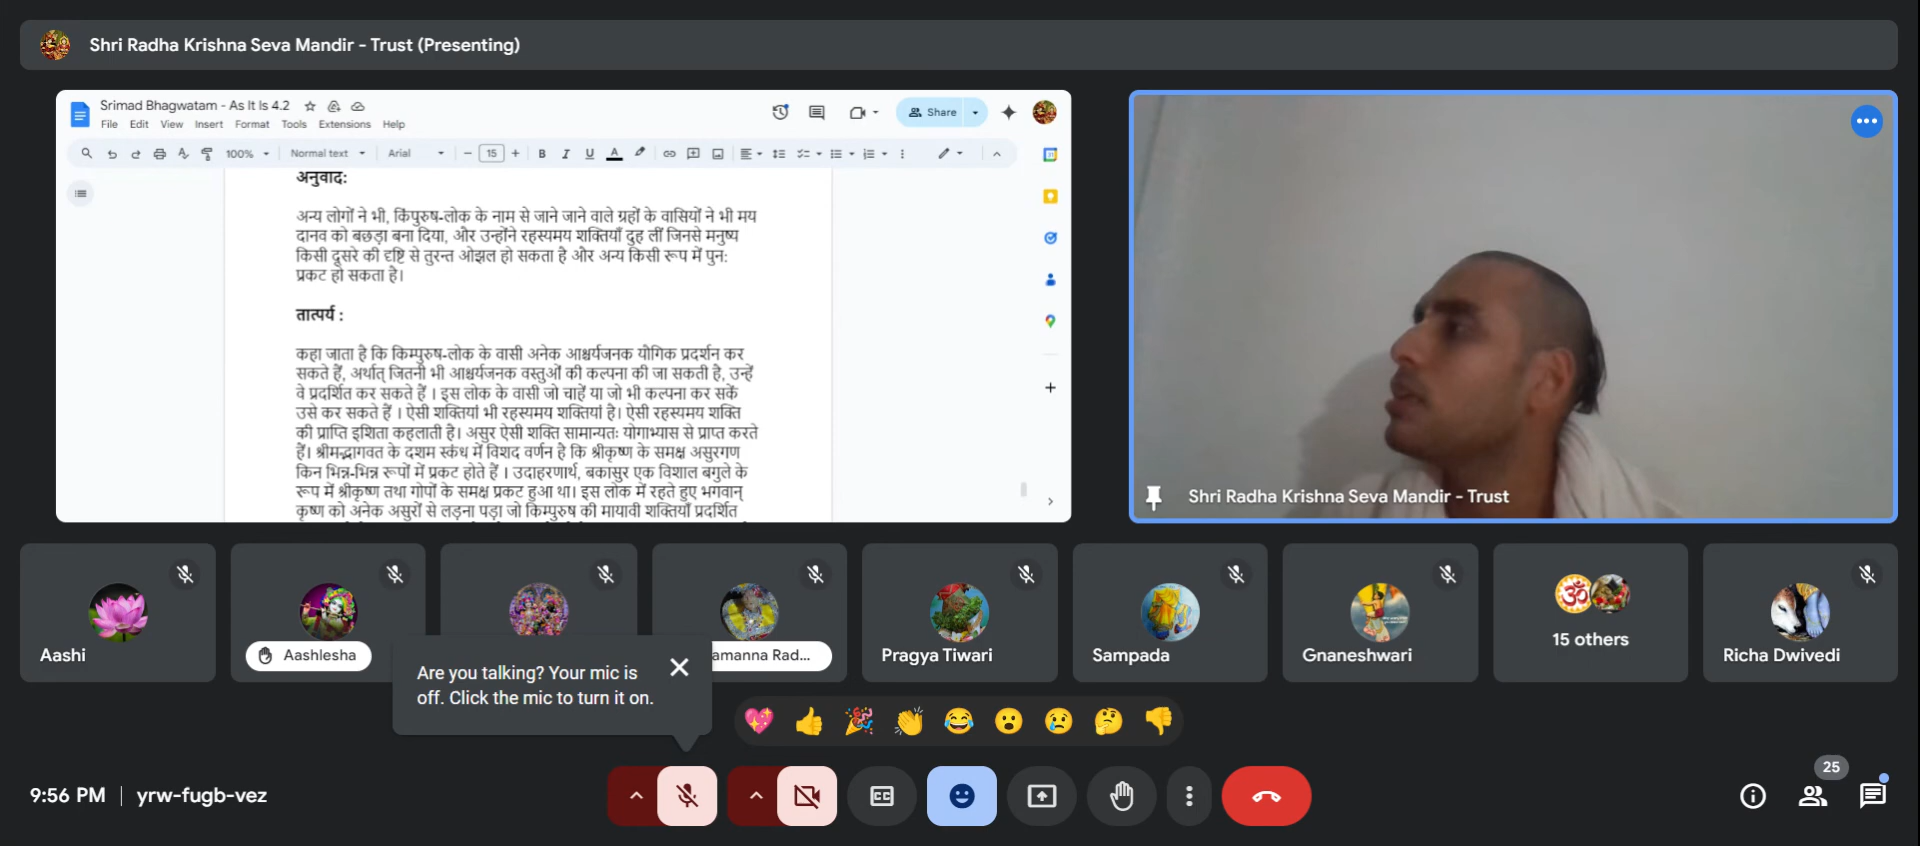 Shri Radha Krishna Seva Mandir - Trust (Presenting)
Srimad Bhagwatam - As It Is 4.2
File Edit View Insert Format Tools Extensions Help
Share
100% Normal text Arial 15 B I U A
अनुवाद:
अन्य लोगों ने भी, किंपुरुष-लोक के नाम से जाने जाने वाले ग्रहों के वासियों ने भी मय
दानव को बछड़ा बना दिया, और उन्होंने रहस्यमय शक्तियाँ दुह लीं जिनसे मनुष्य
किसी दूसरे की दृष्टि से तुरन्त ओझल हो सकता है और अन्य किसी रूप में पुन:
प्रकट हो सकता है।
तात्पर्य :
कहा जाता है कि किम्पुरुष-लोक के वासी अनेक आश्चर्यजनक यौगिक प्रदर्शन कर
सकते हैं, अर्थात् जितनी भी आश्चर्यजनक वस्तुओं की कल्पना की जा सकती है, उन्हें
वे प्रदर्शित कर सकते हैं । इस लोक के वासी जो चाहें या जो भी कल्पना कर सकें
उसे कर सकते हैं । ऐसी शक्तियां भी रहस्यमय शक्तियां है। ऐसी रहस्यमय शक्ति
की प्राप्ति इशिता कहलाती है। असुर ऐसी शक्ति सामान्यतः योगाभ्यास से प्राप्त करते
हैं। श्रीमद्भागवत के दशम स्कंध में विशद वर्णन है कि श्रीकृष्ण के समक्ष असुरगण
किन भिन्न-भिन्न रूपों में प्रकट होते हैं । उदाहरणार्थ, बकासुर एक विशाल बगुले के
रूप में श्रीकृष्ण तथा गोपों के समक्ष प्रकट हुआ था। इस लोक में रहते हुए भगवान्
कृष्ण को अनेक असुरों से लड़ना पड़ा जो किम्पुरुष की मायावी शक्तियाँ प्रदर्शित
Shri Radha Krishna Seva Mandir - Trust
Aashi
Aashlesha
amanna Rad...
Pragya Tiwari
Sampada
Gnaneshwari
15 others
Richa Dwivedi
Are you talking? Your mic is
off. Click the mic to turn it on.
9:56 PM | yrw-fugb-vez
CC
25